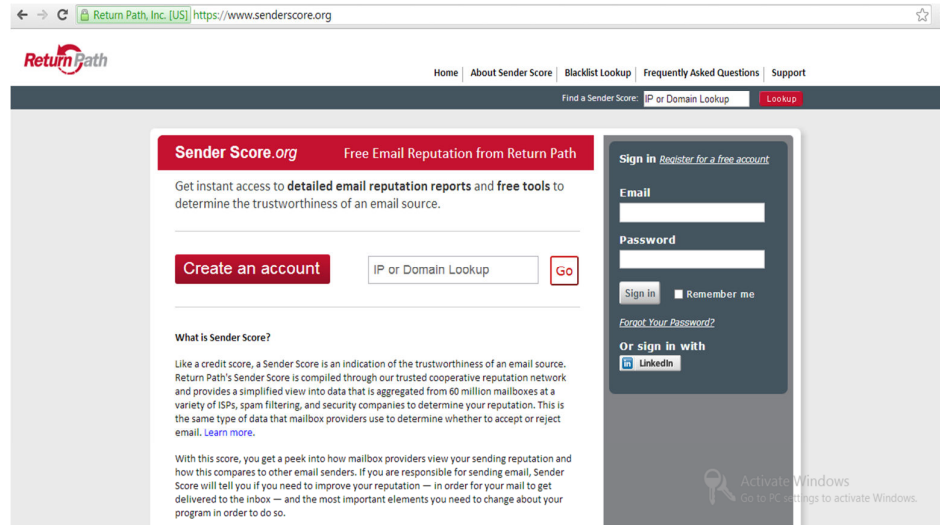 Return Path, Inc. [US] https://www.senderscore.org
ReturnPath
Home About Sender Score Blacklist Lookup Frequently Asked Questions Support
Find a Sender Score: IP or Domain Lookup Lookup
Sender Score.org Free Email Reputation from Return Path
Get instant access to detailed email reputation reports and free tools to
determine the trustworthiness of an email source.
Create an account IP or Domain Lookup Go
What is Sender Score?
Like a credit score, a Sender Score is an indication of the trustworthiness of an email source.
Return Path's Sender Score is compiled through our trusted cooperative reputation network
and provides a simplified view into data that is aggregated from 60 million mailboxes at a
variety of ISPs, spam filtering, and security companies to determine your reputation. This is
the same type of data that mailbox providers use to determine whether to accept or reject
email. Learn more.
With this score, you get a peek into how mailbox providers view your sending reputation and
how this compares to other email senders. If you are responsible for sending email, Sender
Score will tell you if you need to improve your reputation — in order for your mail to get
delivered to the inbox — and the most important elements you need to change about your
program in order to do so.
Sign in Register for a free account
Email
Password
Sign in Remember me
Forgot Your Password?
Or sign in with
in LinkedIn
Activate Windows
Go to PC settings to activate Windows.